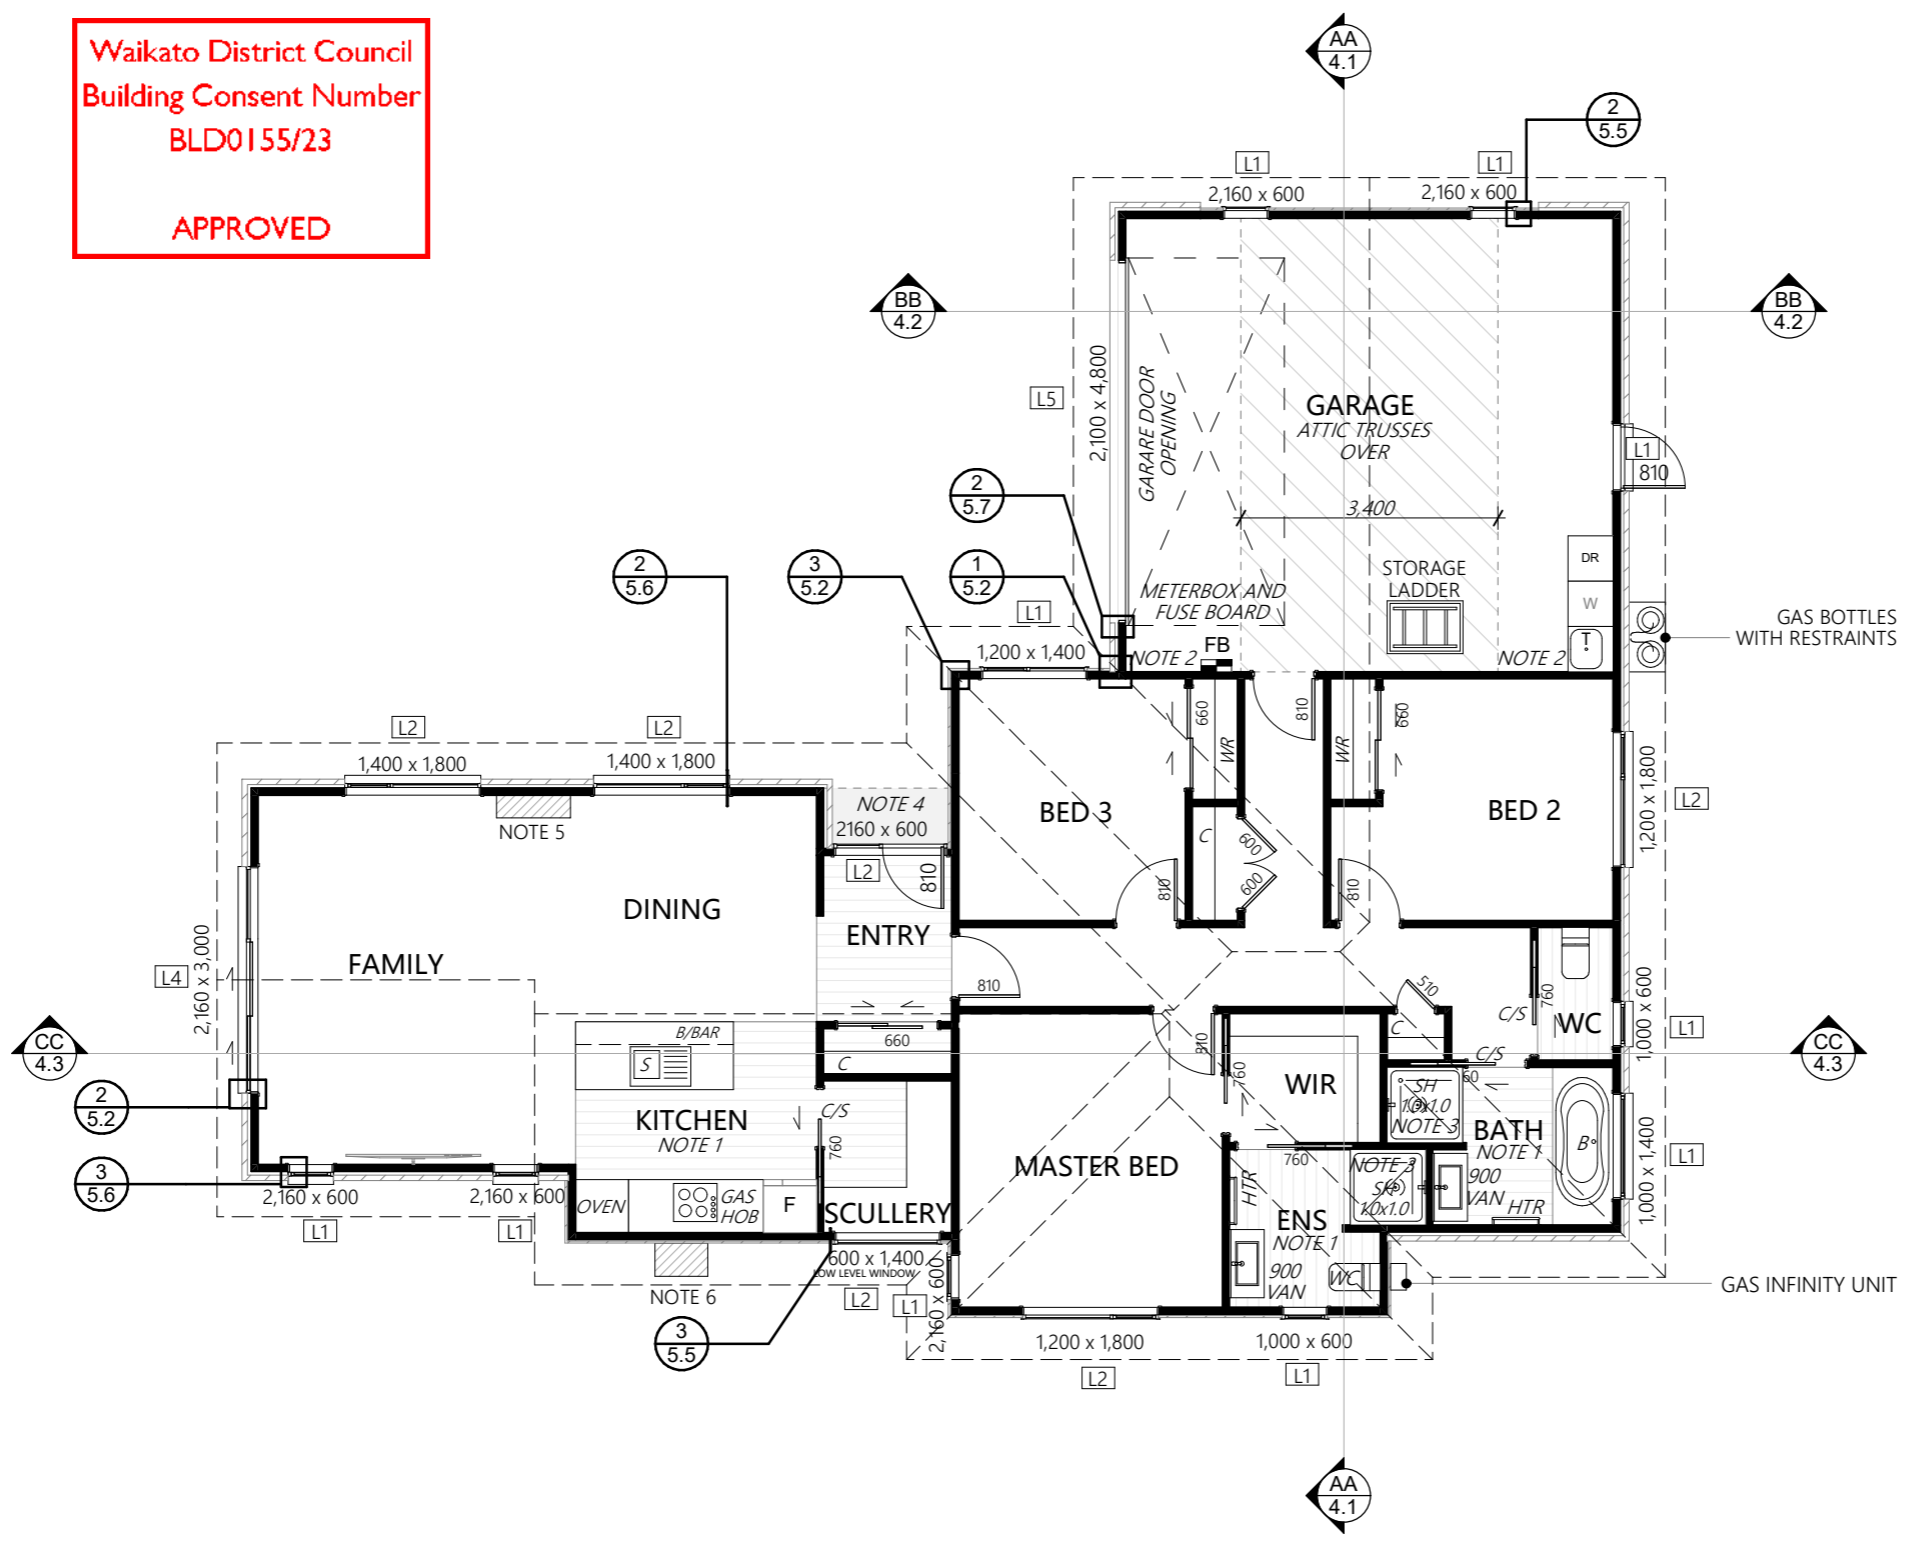 Waikato District Council
Building Consent Number
BLD0155/23
APPROVED
AA
4.1
2
5.5
L1
L1
2,160 x 600
2,160 x 600
BB
4.2
BB
4.2
L5
2,100 x 4,800
GARARE DOOR
OPENING
GARAGE
ATTIC TRUSSES
OVER
L1
810
2
5.7
3,400
2
5.6
3
5.2
1
5.2
STORAGE
LADDER
DR
W
T
METERBOX AND
FUSE BOARD
GAS BOTTLES
WITH RESTRAINTS
L1
1,200 x 1,400
NOTE 2
FB
NOTE 2
660
WR
810
WR
660
L2
L2
1,400 x 1,800
1,400 x 1,800
NOTE 5
NOTE 4
2160 x 600
L2
810
BED 3
C
600
600
810
810
BED 2
1,200 x 1,800
L2
DINING
ENTRY
FAMILY
L4
2,160 x 3,000
810
510
C/S
760
WC
1,000 x 600
L1
CC
4.3
CC
4.3
B/BAR
S
660
C
810
C
C/S
60
760
WIR
SH
1.0x1.0
NOTE 3
2
5.2
KITCHEN
NOTE 1
C/S
760
BATH
NOTE 1
B
1,000 x 1,400
L1
MASTER BED
760
NOTE 3
SH
1.0x1.0
900
VAN
HTR
HTR
3
5.6
2,160 x 600
2,160 x 600
L1
L1
OVEN
GAS
HOB
F
SCULLERY
ENS
NOTE 1
900
VAN
WC
600 x 1,400
LOW LEVEL WINDOW
L2
L1
2,160 x 600
NOTE 6
GAS INFINITY UNIT
3
5.5
1,200 x 1,800
L2
1,000 x 600
L1
AA
4.1